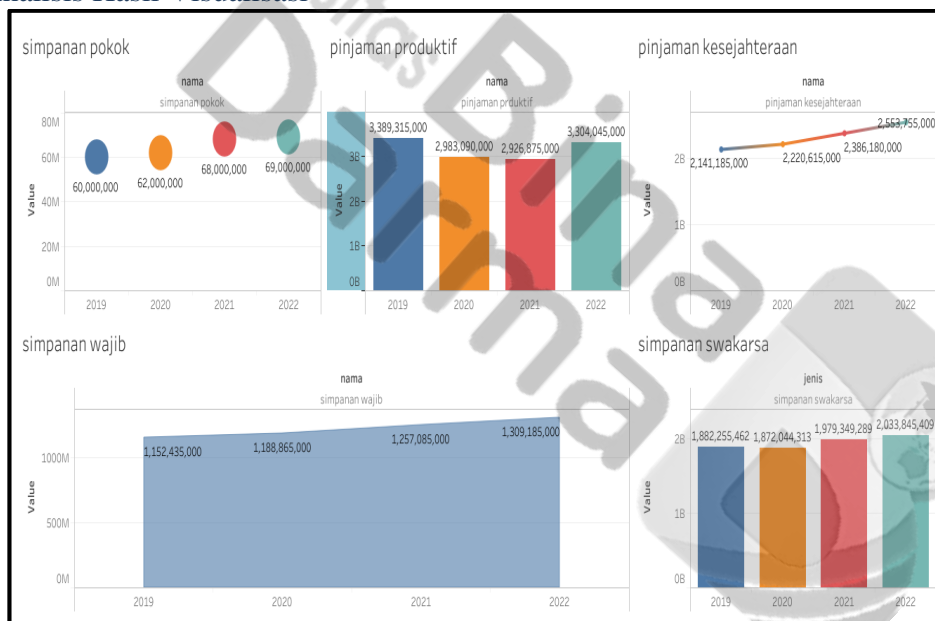 Analisis Hasil Visualisasi
simpanan pokok
nama
simpanan pokok
Value
80M
60M
40M
20M
0M
60,000,000
62,000,000
68,000,000
69,000,000
2019
2020
2021
2022
pinjaman produktif
nama
pinjaman prduktif
Value
3B
2B
1B
0B
3,389,315,000
2,983,090,000
2,926,875,000
3,304,045,000
2019
2020
2021
2022
pinjaman kesejahteraan
nama
pinjaman kesejahteraan
Value
2B
1B
0B
2,141,185,000
2,220,615,000
2,386,180,000
2,553,755,000
2019
2020
2021
2022
simpanan wajib
nama
simpanan wajib
Value
1000M
500M
0M
1,152,435,000
1,188,865,000
1,257,085,000
1,309,185,000
2019
2020
2021
2022
simpanan swakarsa
jenis
simpanan swakarsa
Value
2B
1B
0B
1,882,255,462
1,872,044,313
1,979,349,289
2,033,845,409
2019
2020
2021
2022
Bina
Darma